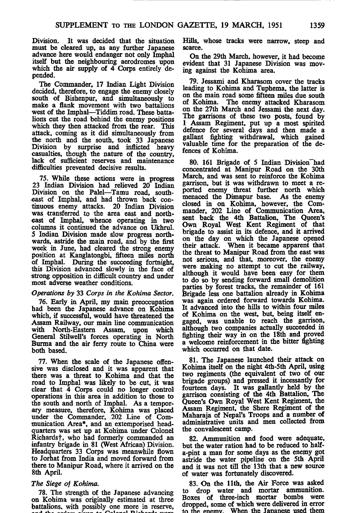 SUPPLEMENT TO THE LONDON GAZETTE, 19 MARCH, 1951 1359
Division. It was decided that the situation
must be cleared up, as any further Japanese
advance here would endanger not only Imphal
itself but the neighbouring aerodromes upon
which the air supply of 4 Corps entirely de-
pended.
The Commander, 17 Indian Light Division
decided, therefore, to engage the enemy closely
south of Bishenpur, and simultaneously to
make a flank movement with two battalions
west of the Imphal—Tiddim road. These batta-
lions cut the road behind the enemy positions
which they then attacked from the rear. This
attack, coming as it did simultaneously from
the north and the south, took 33 Japanese
Division by surprise and inflicted heavy
casualties, though the nature of the country,
lack of sufficient reserves and maintenance
difficulties prevented decisive results.
75. While these actions were in progress
23 Indian Division had relieved 20 Indian
Division on the Palel—Tamu road, south-
east of Imphal, and had thrown back con-
tinuous enemy attacks. 20 Indian Division
was transferred to the area east and north-
east of Imphal, whence operating in two
columns it continued the advance on Ukhrul.
5 Indian Division made slow progress north-
wards, astride the main road, and by the first
week in June, had cleared the strong enemy
position at Kanglatongbi, fifteen miles north
of Imphal. During the succeeding fortnight,
this Division advanced slowly in the face of
strong opposition in difficult country and under
most adverse weather conditions.
Operations by 33 Corps in the Kohima Sector.
76. Early in April, my main preoccupation
had been the Japanese advance on Kohima
which, if successful, would have threatened the
Assam Railway, our main line communication
with North-Eastern Assam, upon which
General Stilwell's forces operating in North
Burma and the air ferry route to China were
both based.
77. When the scale of the Japanese offen-
sive was disclosed and it was apparent that
there was a threat to Kohima and that the
road to Imphal was likely to be cut, it was
clear that 4 Corps could no longer control
operations in this area in addition to those to
the south and north of Imphal. As a tempor-
ary measure, therefore, Kohima was placed
under the Commander, 202 Line of Com-
munication Area*, and an extemporised head-
quarters was set up at Kohima under Colonel
Richards†, who had formerly commanded an
infantry brigade in 81 (West African) Division.
Headquarters 33 Corps was meanwhile flown
to Jorhat from India and moved forward from
there to Manipur Road, where it arrived on the
8th April.
The Siege of Kohima.
78. The strength of the Japanese advancing
on Kohima was originally estimated at three
battalions, with possibly one more in reserve,
Hills, whose tracks were narrow, steep and
scarce.
On the 29th March, however, it had become
evident that 31 Japanese Division was mov-
ing against the Kohima area.
79. Jessami and Kharasom cover the tracks
leading to Kohima and Tuphema, the latter is
on the main road some fifteen miles due south
of Kohima. The enemy attacked Kharasom
on the 27th March and Jessami the next day.
The garrisons of these two posts, found by
1 Assam Regiment, put up a most spirited
defence for several days and then made a
gallant fighting withdrawal, which gained
valuable time for the preparation of the de-
fences of Kohima.
80. 161 Brigade of 5 Indian Division had
concentrated at Manipur Road on the 30th
March, and was sent to reinforce the Kohima
garrison, but it was withdrawn to meet a re-
ported enemy threat further north which
menaced the Dimapur base. As the enemy
closed in on Kohima, however, the Com-
mander, 202 Line of Communication Area,
sent back the 4th Battalion, The Queen's
Own Royal West Kent Regiment of that
brigade to assist in its defence, and it arrived
on the day on which the Japanese opened
their attack. When it became apparent that
the threat to Manipur Road from the east was
not serious, and that, moreover, the enemy
were making no attempt to cut the railway,
although it would have been easy for them
to do so by sending forward small demolition
parties by forest tracks, the remainder of 161
Brigade less one battalion already in Kohima
was again ordered forward towards Kohima.
It advanced into the hills to within four miles
of Kohima on the west, but, being itself en-
gaged, was unable to reach the garrison,
although two companies actually succeeded in
fighting their way in on the 18th and proved
a welcome reinforcement in the bitter fighting
which occurred on that date.
81. The Japanese launched their attack on
Kohima itself on the night 4th-5th April, using
two regiments (the equivalent of two of our
brigade groups) and pressed it incessantly for
fourteen days. It was gallantly held by the
garrison consisting of the 4th Battalion, The
Queen's Own Royal West Kent Regiment, the
Assam Regiment, the Shere Regiment of the
Maharaja of Nepal's Troops and a number of
administrative units and men collected from
the convalescent camp.
82. Ammunition and food were adequate,
but the water ration had to be reduced to half-
a-pint a man for some days as the enemy got
astride the water pipeline on the 5th April
and it was not till the 13th that a new source
of water was fortunately discovered.
83. On the 11th, the Air Force was asked
to drop water and mortar ammunition.
Boxes of three-inch mortar bombs were
dropped, some of which were delivered in error
to the enemy. When the Japanese used them